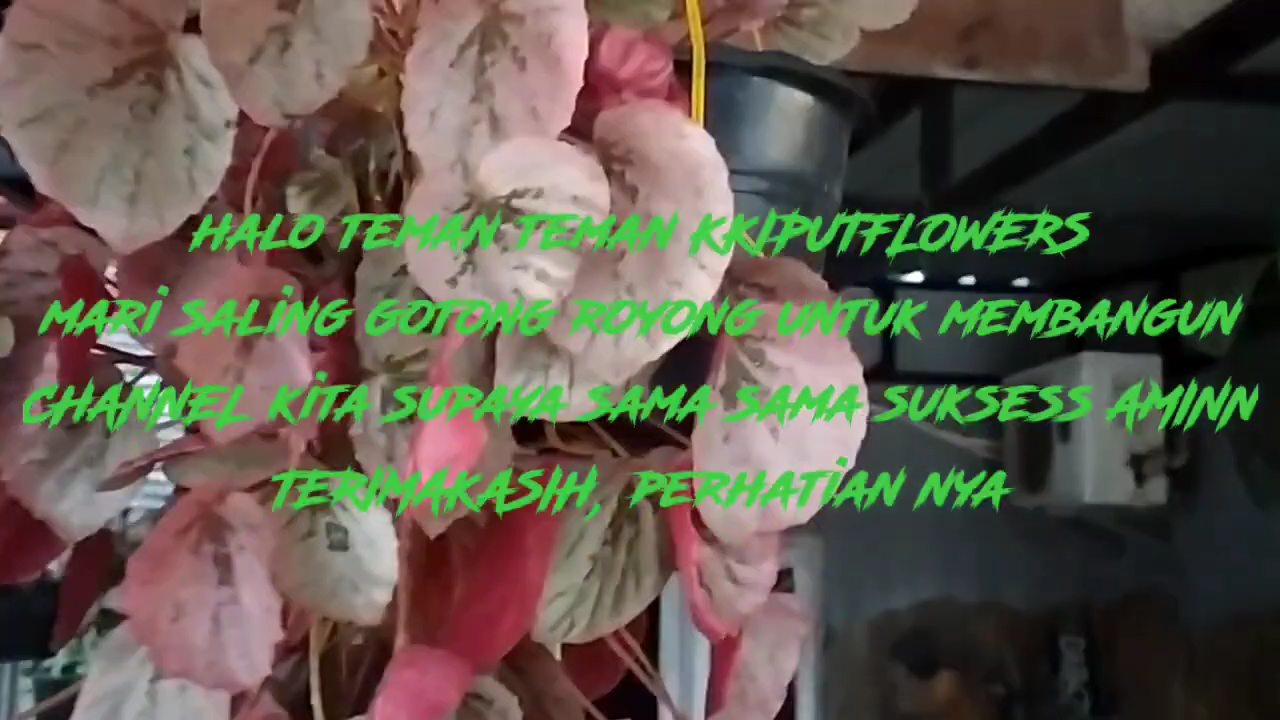 HALO TEMAN TEMAN KKIPUTFLOWERS
MARI SALING GOTONG ROYONG UNTUK MEMBANGUN
CHANNEL KITA SUPAYA SAMA SAMA SUKSESS AMINN
TERIMAKASIH, PERHATIAN NYA